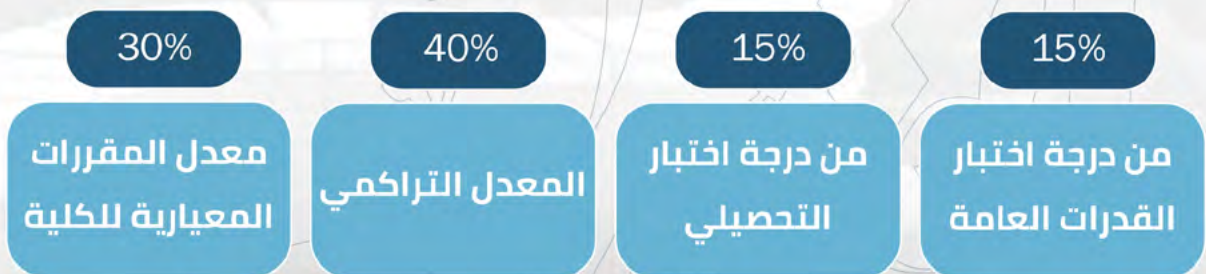 15%
من درجة اختبار
القدرات العامة
15%
من درجة اختبار
التحصيلي
40%
المعدل التراكمي
30%
معدل المقررات
المعيارية للكلية